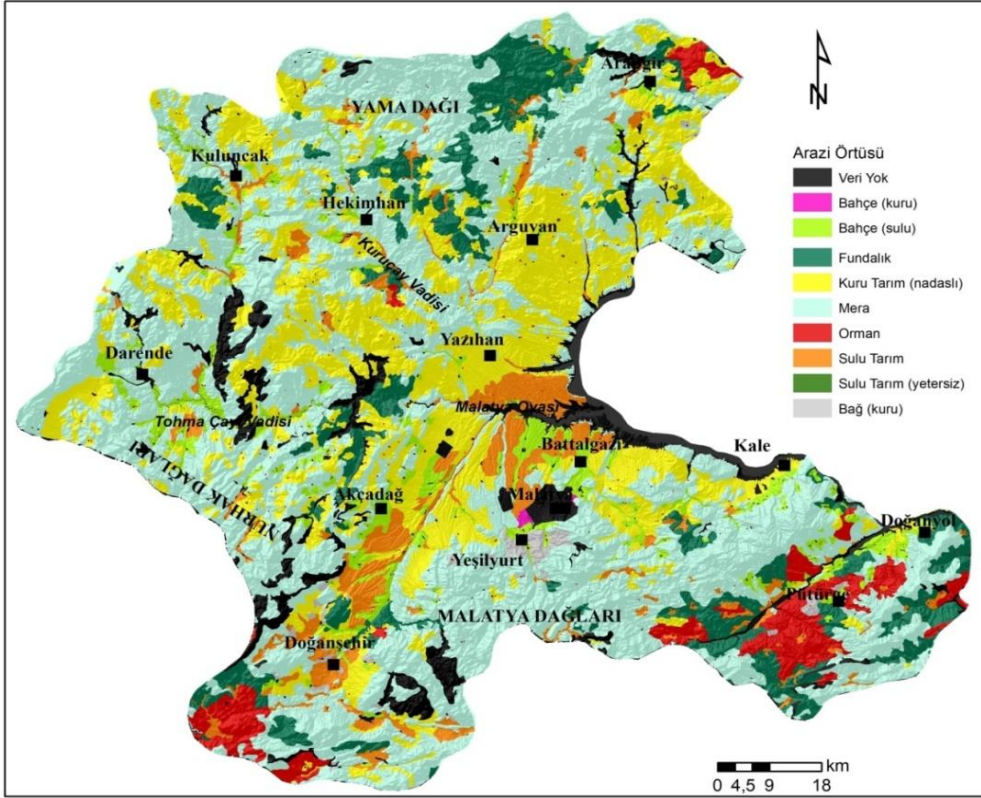 Arapgir
N
YAMA DAĞI
Kuluncak
Hekimhan
Arguvan
Kuruçay Vadisi
Yazıhan
Darende
Tohma Çayı Vadisi
Malatya Ovası
Battalgazi
Kale
NURHAK DAĞLARI
Akçadağ
Malatya
Doğanyol
Yeşilyurt
Pütürge
MALATYA DAĞLARI
Doğanşehir
Arazi Örtüsü
Veri Yok
Bahçe (kuru)
Bahçe (sulu)
Fundalık
Kuru Tarım (nadaslı)
Mera
Orman
Sulu Tarım
Sulu Tarım (yetersiz)
Bağ (kuru)
km
0 4,5 9 18